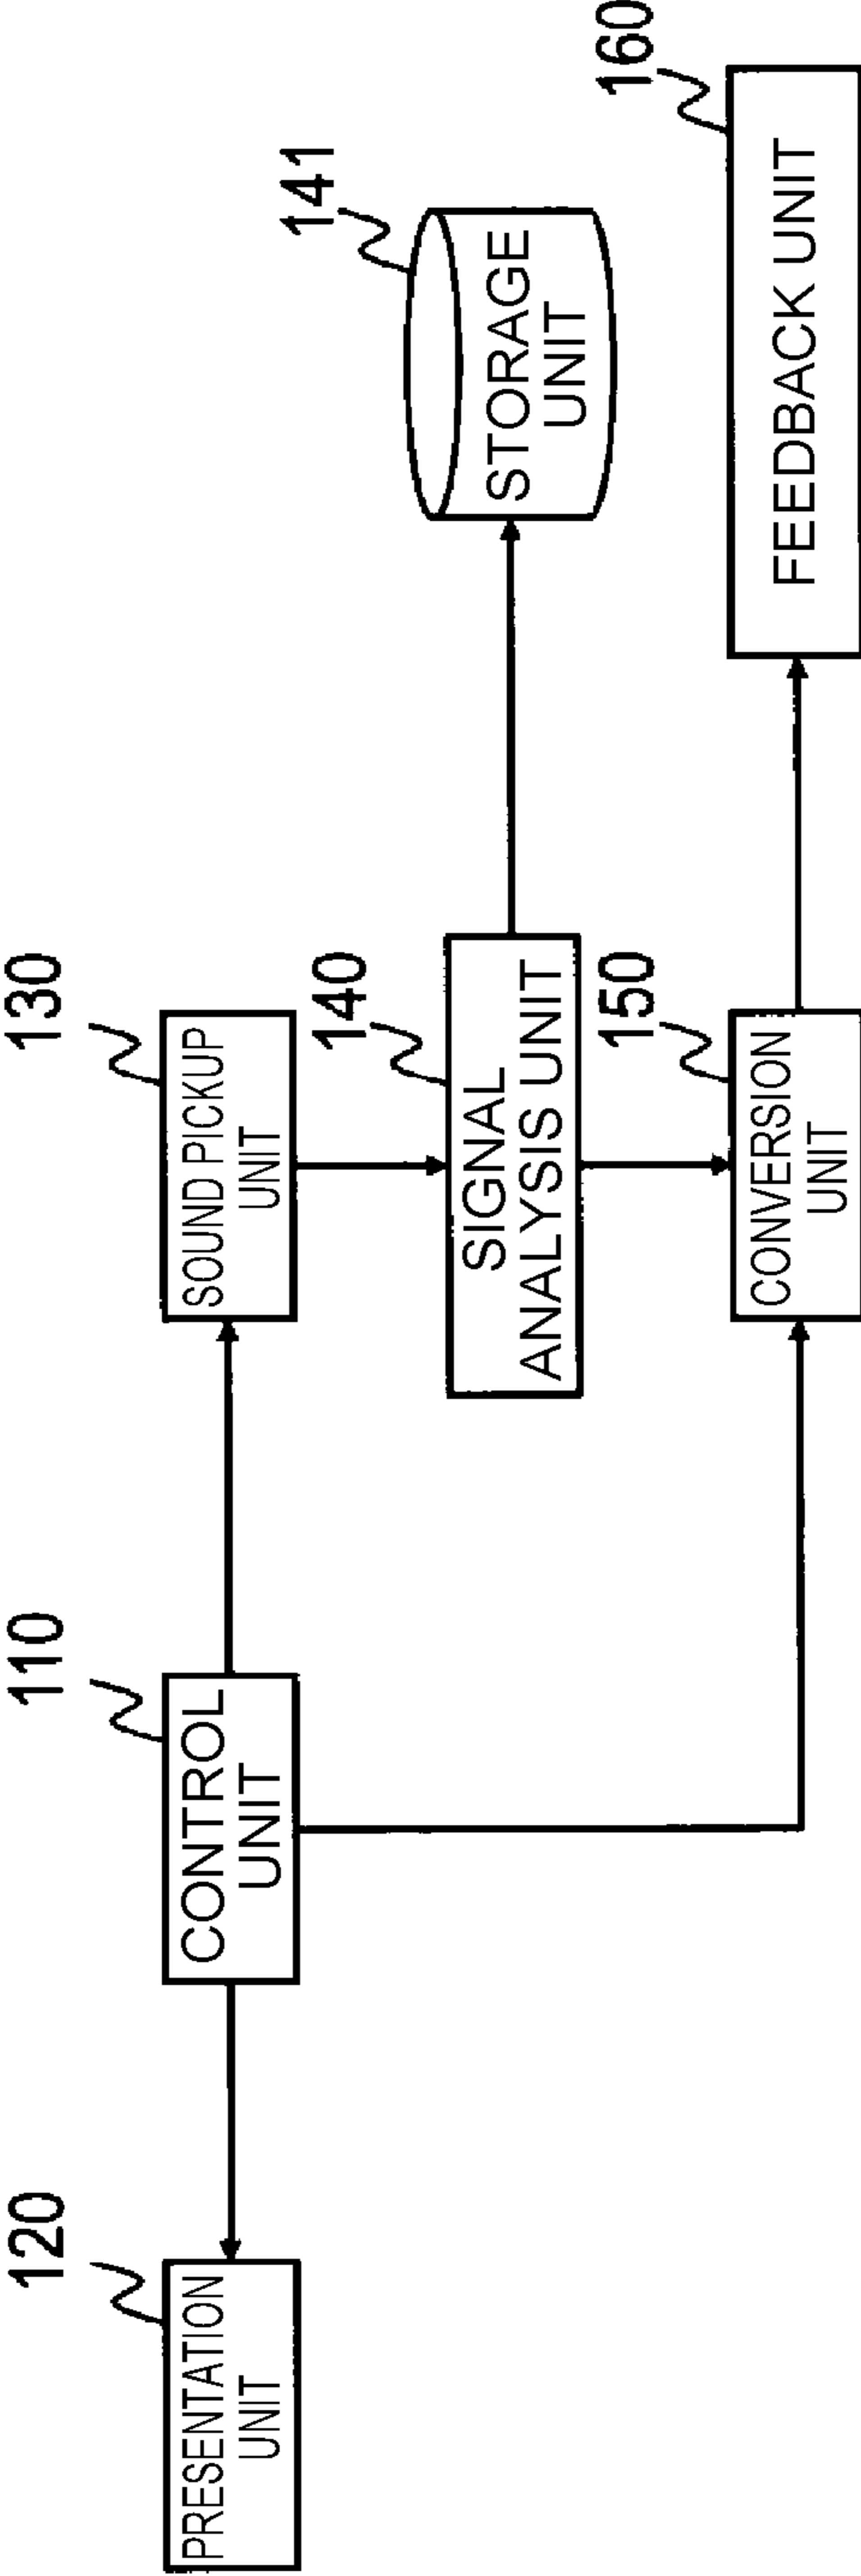 120
PRESENTATION
UNIT
110
CONTROL
UNIT
130
SOUND PICKUP
UNIT
140
SIGNAL
ANALYSIS UNIT
141
STORAGE
UNIT
150
CONVERSION
UNIT
160
FEEDBACK UNIT